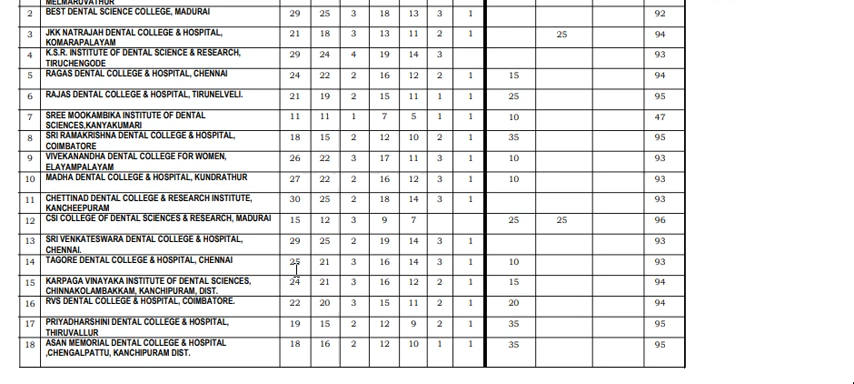 MELMARUVATHUR
2 BEST DENTAL SCIENCE COLLEGE, MADURAI 29 25 3 18 13 3 1 92
3 JKK NATRAJAH DENTAL COLLEGE & HOSPITAL, 21 18 3 13 11 2 1 25 94
KOMARAPALAYAM
4 K.S.R. INSTITUTE OF DENTAL SCIENCE & RESEARCH, 29 24 4 19 14 3 93
TIRUCHENGODE
5 RAGAS DENTAL COLLEGE & HOSPITAL, CHENNAI 24 22 2 16 12 2 1 15 94
6 RAJAS DENTAL COLLEGE & HOSPITAL, TIRUNELVELI. 21 19 2 15 11 1 1 25 95
7 SREE MOOKAMBIKA INSTITUTE OF DENTAL 11 11 1 7 5 1 1 10 47
SCIENCES,KANYAKUMARI
8 SRI RAMAKRISHNA DENTAL COLLEGE & HOSPITAL, 18 15 2 12 10 2 1 35 95
COIMBATORE
9 VIVEKANANDHA DENTAL COLLEGE FOR WOMEN, 26 22 3 17 11 3 1 10 93
ELAYAMPALAYAM
10 MADHA DENTAL COLLEGE & HOSPITAL, KUNDRATHUR 27 22 2 16 12 3 1 10 93
11 CHETTINAD DENTAL COLLEGE & RESEARCH INSTITUTE, 30 25 2 18 14 3 1 93
KANCHEEPURAM
12 CSI COLLEGE OF DENTAL SCIENCES & RESEARCH, MADURAI 15 12 3 9 7 25 25 96
13 SRI VENKATESWARA DENTAL COLLEGE & HOSPITAL, 29 25 2 19 14 3 1 93
CHENNAI.
14 TAGORE DENTAL COLLEGE & HOSPITAL, CHENNAI 25 21 3 16 14 3 1 10 93
15 KARPAGA VINAYAKA INSTITUTE OF DENTAL SCIENCES, 24 21 3 16 12 2 1 15 94
CHINNAKOLAMBAKKAM, KANCHIPURAM, DIST.
16 RVS DENTAL COLLEGE & HOSPITAL, COIMBATORE. 22 20 3 15 11 2 1 20 94
17 PRIYADHARSHINI DENTAL COLLEGE & HOSPITAL, 19 15 2 12 9 2 1 35 95
THIRUVALLUR
18 ASAN MEMORIAL DENTAL COLLEGE & HOSPITAL 18 16 2 12 10 1 1 35 95
,CHENGALPATTU, KANCHIPURAM DIST.